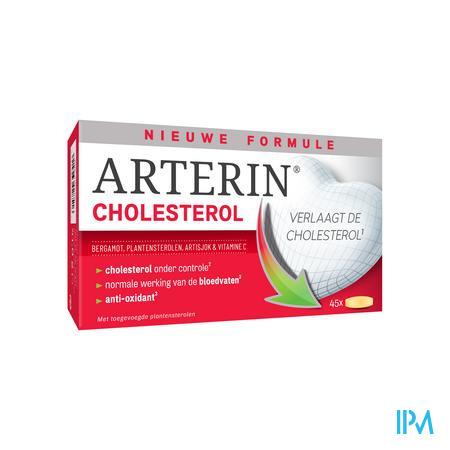 NIEUWE FORMULE
ARTERIN®
CHOLESTEROL
BERGAMOT, PLANTENSTEROLEN, ARTISJOK & VITAMINE C
cholesterol onder controle²
normale werking van de bloedvaten²
anti-oxidant³
Met toegevoegde plantensterolen
VERLAAGT DE
CHOLESTEROL¹
45x
IPM